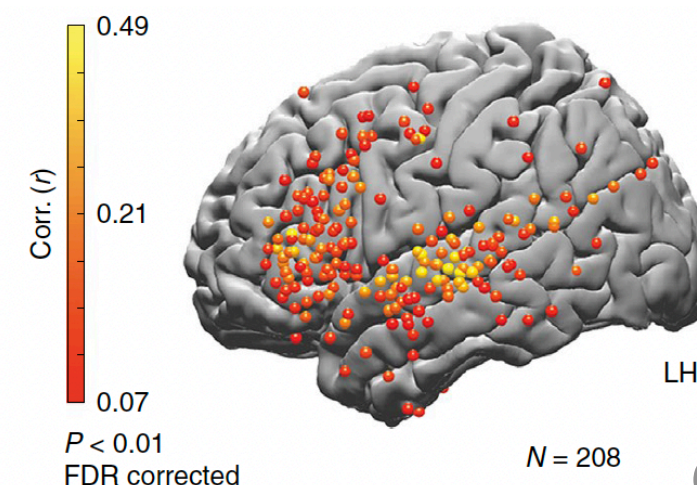 0.49
Corr. (r)
0.21
0.07
P < 0.01
FDR corrected
LH
N = 208